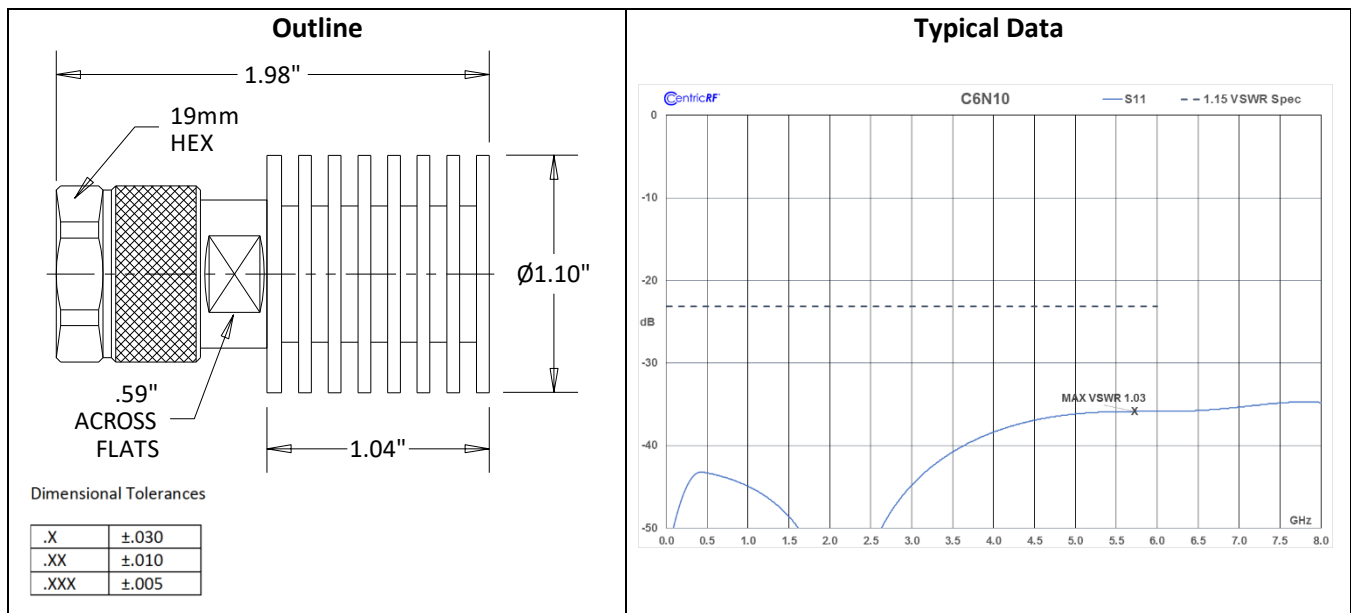 Outline
1.98"
19mm
HEX
Ø1.10"
.59"
ACROSS
FLATS
1.04"
Dimensional Tolerances
.X ±.030
.XX ±.010
.XXX ±.005
Typical Data
CentricRF
C6N10
S11
1.15 VSWR Spec
0
-10
-20
dB
-30
MAX VSWR 1.03
X
-40
-50
GHz
0.0 0.5 1.0 1.5 2.0 2.5 3.0 3.5 4.0 4.5 5.0 5.5 6.0 6.5 7.0 7.5 8.0